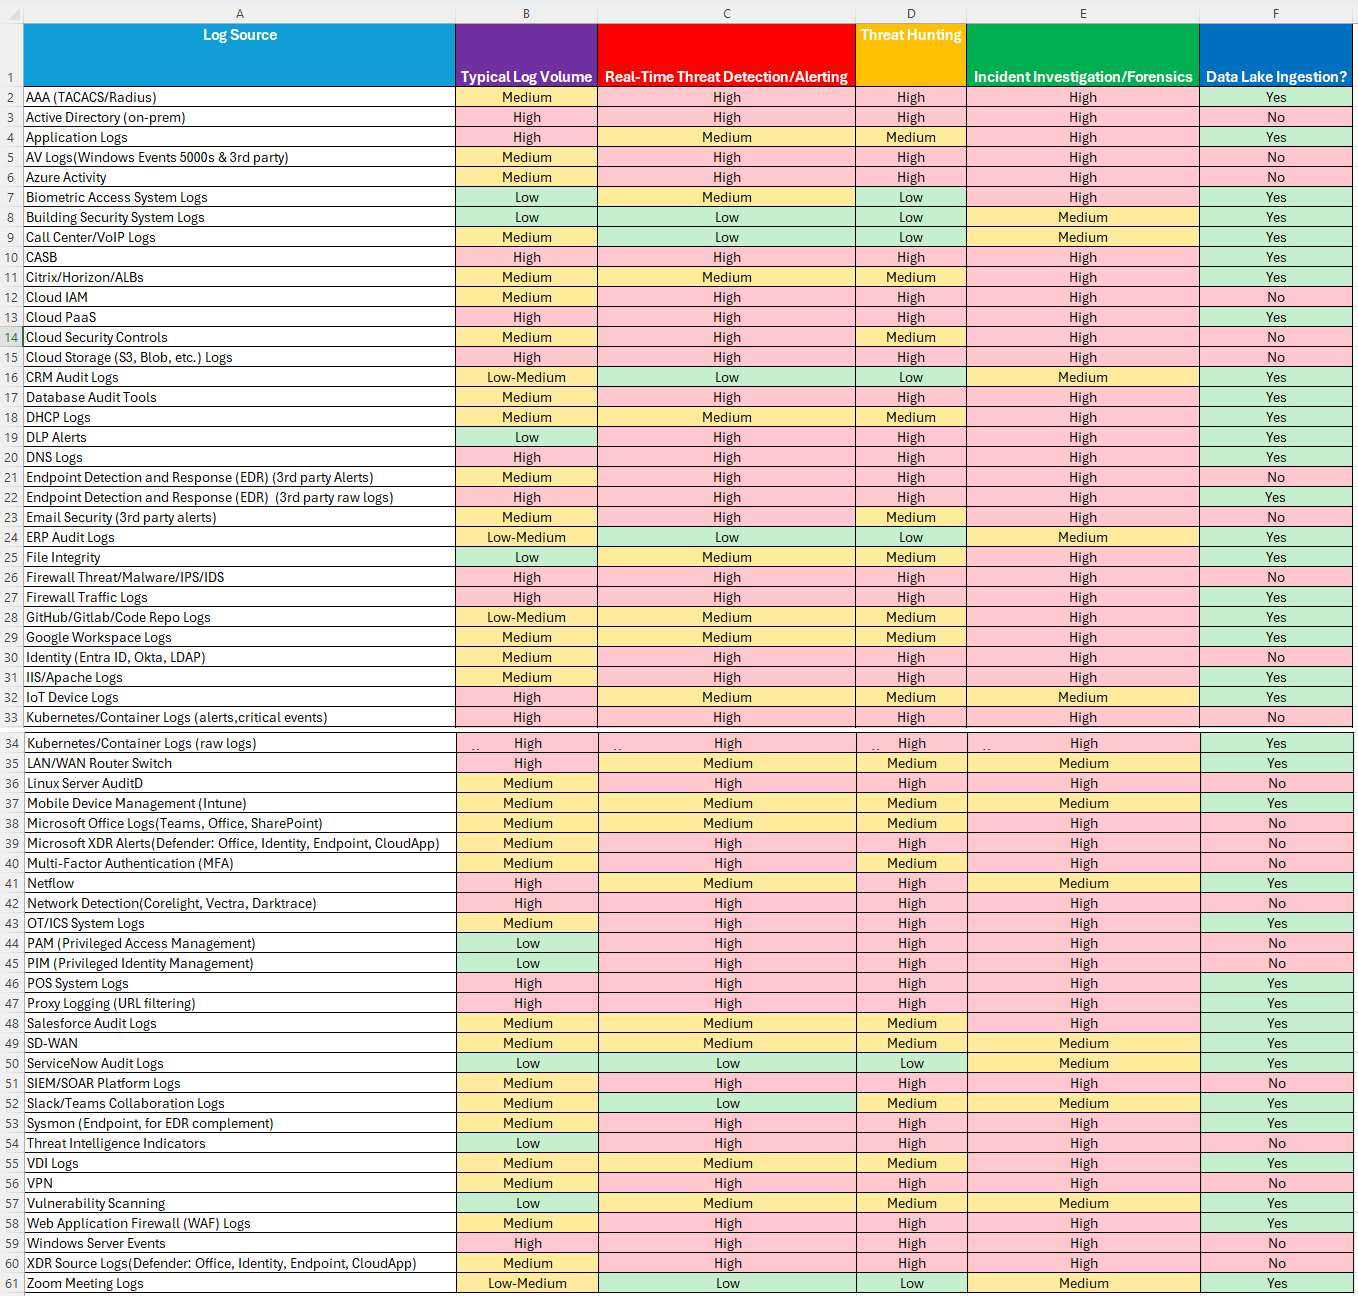 A B C D E F
1 Log Source Typical Log Volume Real-Time Threat Detection/Alerting Threat Hunting Incident Investigation/Forensics Data Lake Ingestion?
2 AAA (TACACS/Radius) Medium High High High Yes
3 Active Directory (on-prem) High High High High No
4 Application Logs High Medium Medium High Yes
5 AV Logs(Windows Events 5000s & 3rd party) Medium High High High No
6 Azure Activity Medium High High High No
7 Biometric Access System Logs Low Medium Low High Yes
8 Building Security System Logs Low Low Low Medium Yes
9 Call Center/VoIP Logs Medium Low Low Medium Yes
10 CASB High High High High Yes
11 Citrix/Horizon/ALBs Medium Medium Medium High Yes
12 Cloud IAM Medium High High High No
13 Cloud PaaS High High High High Yes
14 Cloud Security Controls Medium High Medium High No
15 Cloud Storage (S3, Blob, etc.) Logs High High High High No
16 CRM Audit Logs Low-Medium Low Low Medium Yes
17 Database Audit Tools Medium High High High Yes
18 DHCP Logs Medium Medium Medium High Yes
19 DLP Alerts Low High High High Yes
20 DNS Logs High High High High Yes
21 Endpoint Detection and Response (EDR) (3rd party Alerts) Medium High High High No
22 Endpoint Detection and Response (EDR) (3rd party raw logs) High High High High Yes
23 Email Security (3rd party alerts) Medium High Medium High No
24 ERP Audit Logs Low-Medium Low Low Medium Yes
25 File Integrity Low Medium Medium High Yes
26 Firewall Threat/Malware/IPS/IDS High High High High No
27 Firewall Traffic Logs High High High High Yes
28 GitHub/Gitlab/Code Repo Logs Low-Medium Medium Medium High Yes
29 Google Workspace Logs Medium Medium Medium High Yes
30 Identity (Entra ID, Okta, LDAP) Medium High High High No
31 IIS/Apache Logs Medium High High High Yes
32 IoT Device Logs High Medium Medium Medium Yes
33 Kubernetes/Container Logs (alerts,critical events) High High High High No
34 Kubernetes/Container Logs (raw logs) High High High High Yes
35 LAN/WAN Router Switch High Medium Medium Medium Yes
36 Linux Server AuditD Medium High High High No
37 Mobile Device Management (Intune) Medium Medium Medium Medium Yes
38 Microsoft Office Logs(Teams, Office, SharePoint) Medium Medium Medium High No
39 Microsoft XDR Alerts(Defender: Office, Identity, Endpoint, CloudApp) Medium High High High No
40 Multi-Factor Authentication (MFA) Medium High Medium High No
41 Netflow High Medium High Medium Yes
42 Network Detection(Corelight, Vectra, Darktrace) High High High High No
43 OT/ICS System Logs Medium High High High Yes
44 PAM (Privileged Access Management) Low High High High No
45 PIM (Privileged Identity Management) Low High High High No
46 POS System Logs High High High High Yes
47 Proxy Logging (URL filtering) High High High High Yes
48 Salesforce Audit Logs Medium Medium Medium High Yes
49 SD-WAN Medium Medium Medium Medium Yes
50 ServiceNow Audit Logs Low Low Low Medium Yes
51 SIEM/SOAR Platform Logs Medium High High High No
52 Slack/Teams Collaboration Logs Medium Low Medium Medium Yes
53 Sysmon (Endpoint, for EDR complement) Medium High High High Yes
54 Threat Intelligence Indicators Low High High High No
55 VDI Logs Medium Medium Medium High Yes
56 VPN Medium High High High No
57 Vulnerability Scanning Low Medium Medium Medium Yes
58 Web Application Firewall (WAF) Logs Medium High High High Yes
59 Windows Server Events High High High High No
60 XDR Source Logs(Defender: Office, Identity, Endpoint, CloudApp) Medium High High High No
61 Zoom Meeting Logs Low-Medium Low Low Medium Yes